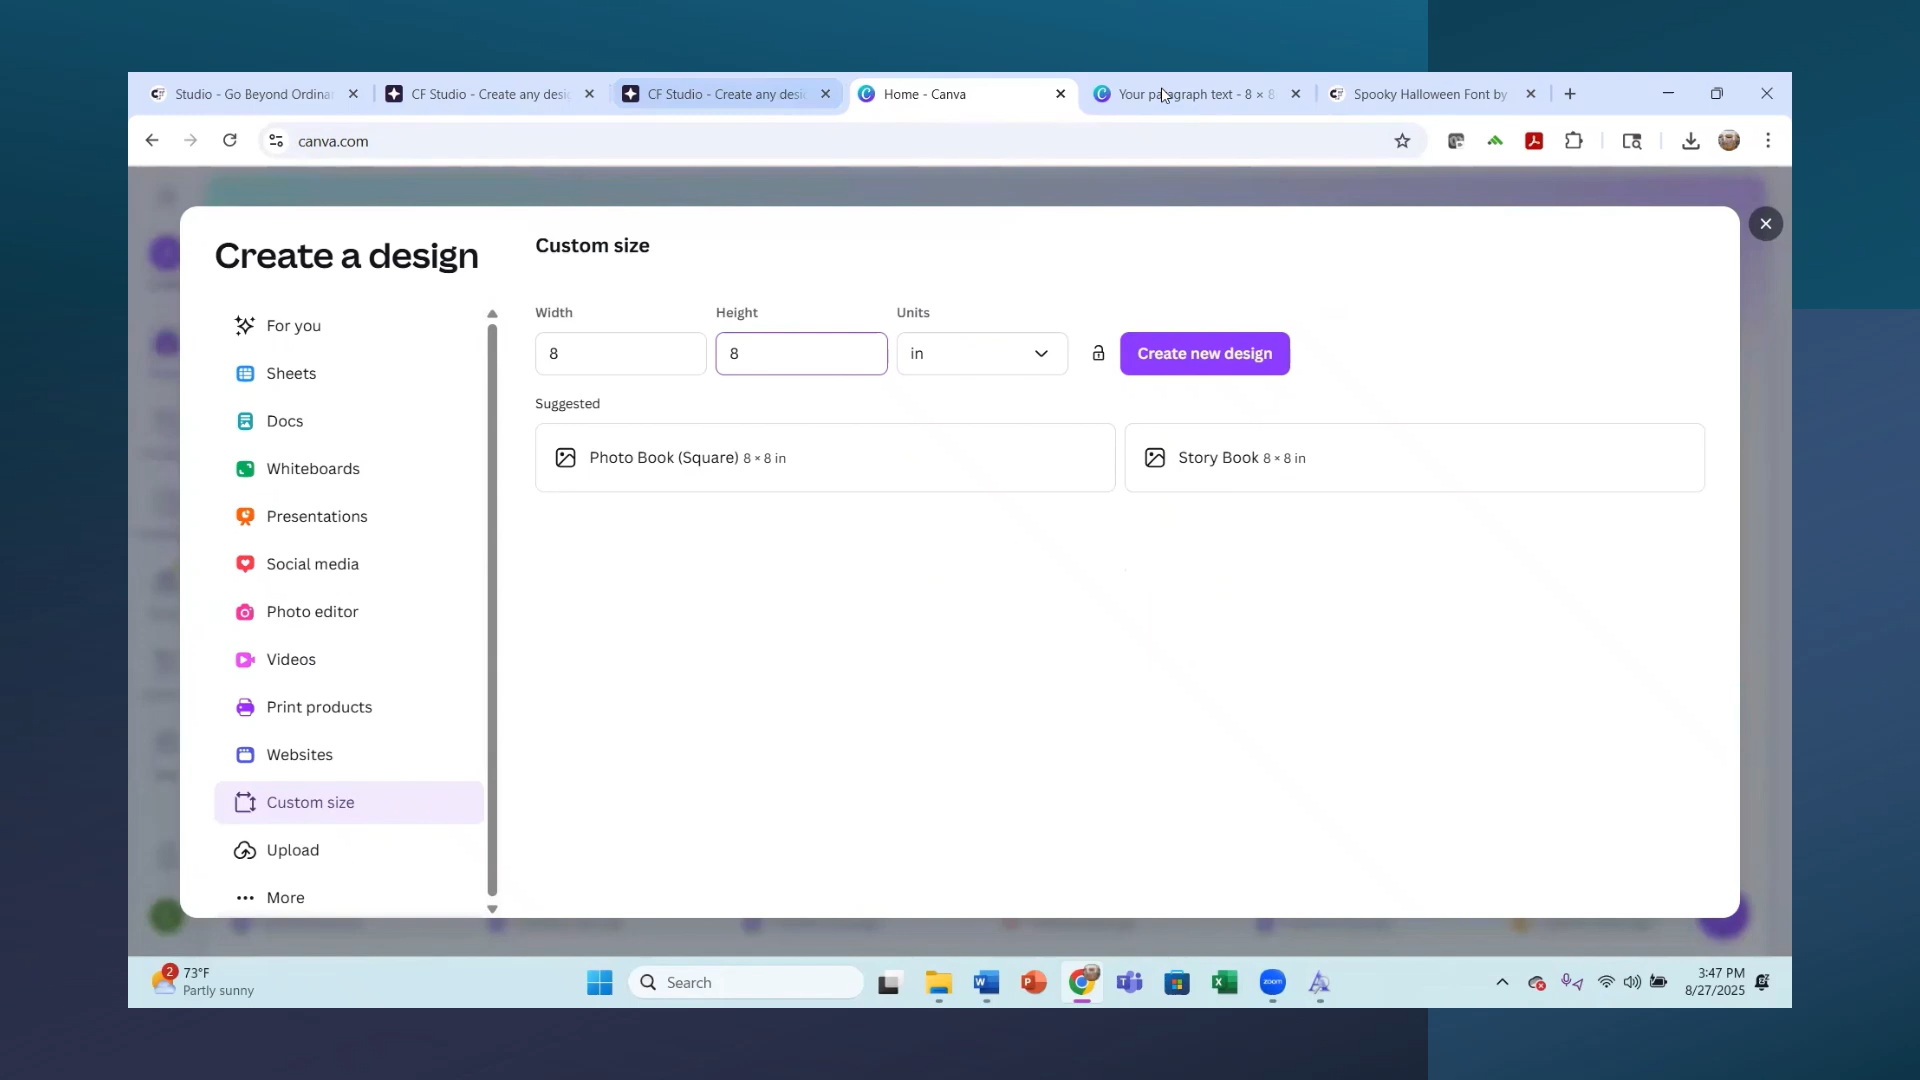 Studio - Go Beyond Ordinar
CF Studio - Create any desi
CF Studio - Create any desi
Home - Canva
Your paragraph text - 8 × 8
Spooky Halloween Font by
canva.com
Create a design
For you
Sheets
Docs
Whiteboards
Presentations
Social media
Photo editor
Videos
Print products
Websites
Custom size
Upload
More
Custom size
Width
Height
Units
8
8
in
Create new design
Suggested
Photo Book (Square) 8 × 8 in
Story Book 8 × 8 in
2
73°F
Partly sunny
Search
zoom
3:47 PM
8/27/2025